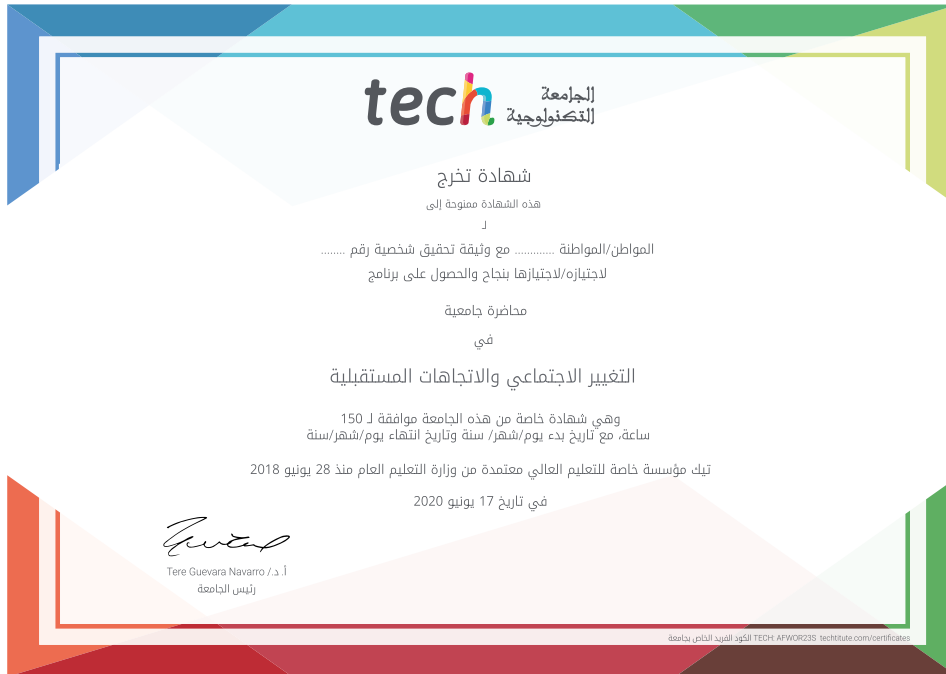 tech الجامعة
التكنولوجية
شهادة تخرج
هذه الشهادة ممنوحة إلى
لـ
المواطن/المواطنة ............. مع وثيقة تحقيق شخصية رقم ........
لاجتيازه/لاجتيازها بنجاح والحصول على برنامج
محاضرة جامعية
في
التغيير الاجتماعي والاتجاهات المستقبلية
وهي شهادة خاصة من هذه الجامعة موافقة لـ 150
ساعة، مع تاريخ بدء يوم/شهر/ سنة وتاريخ انتهاء يوم/شهر/سنة
تيك مؤسسة خاصة للتعليم العالي معتمدة من وزارة التعليم العام منذ 28 يونيو 2018
في تاريخ 17 يونيو 2020
أ. د./ Tere Guevara Navarro
رئيس الجامعة
الكود الفريد الخاص بجامعة TECH: AFWOR23S techtitute.com/certificates